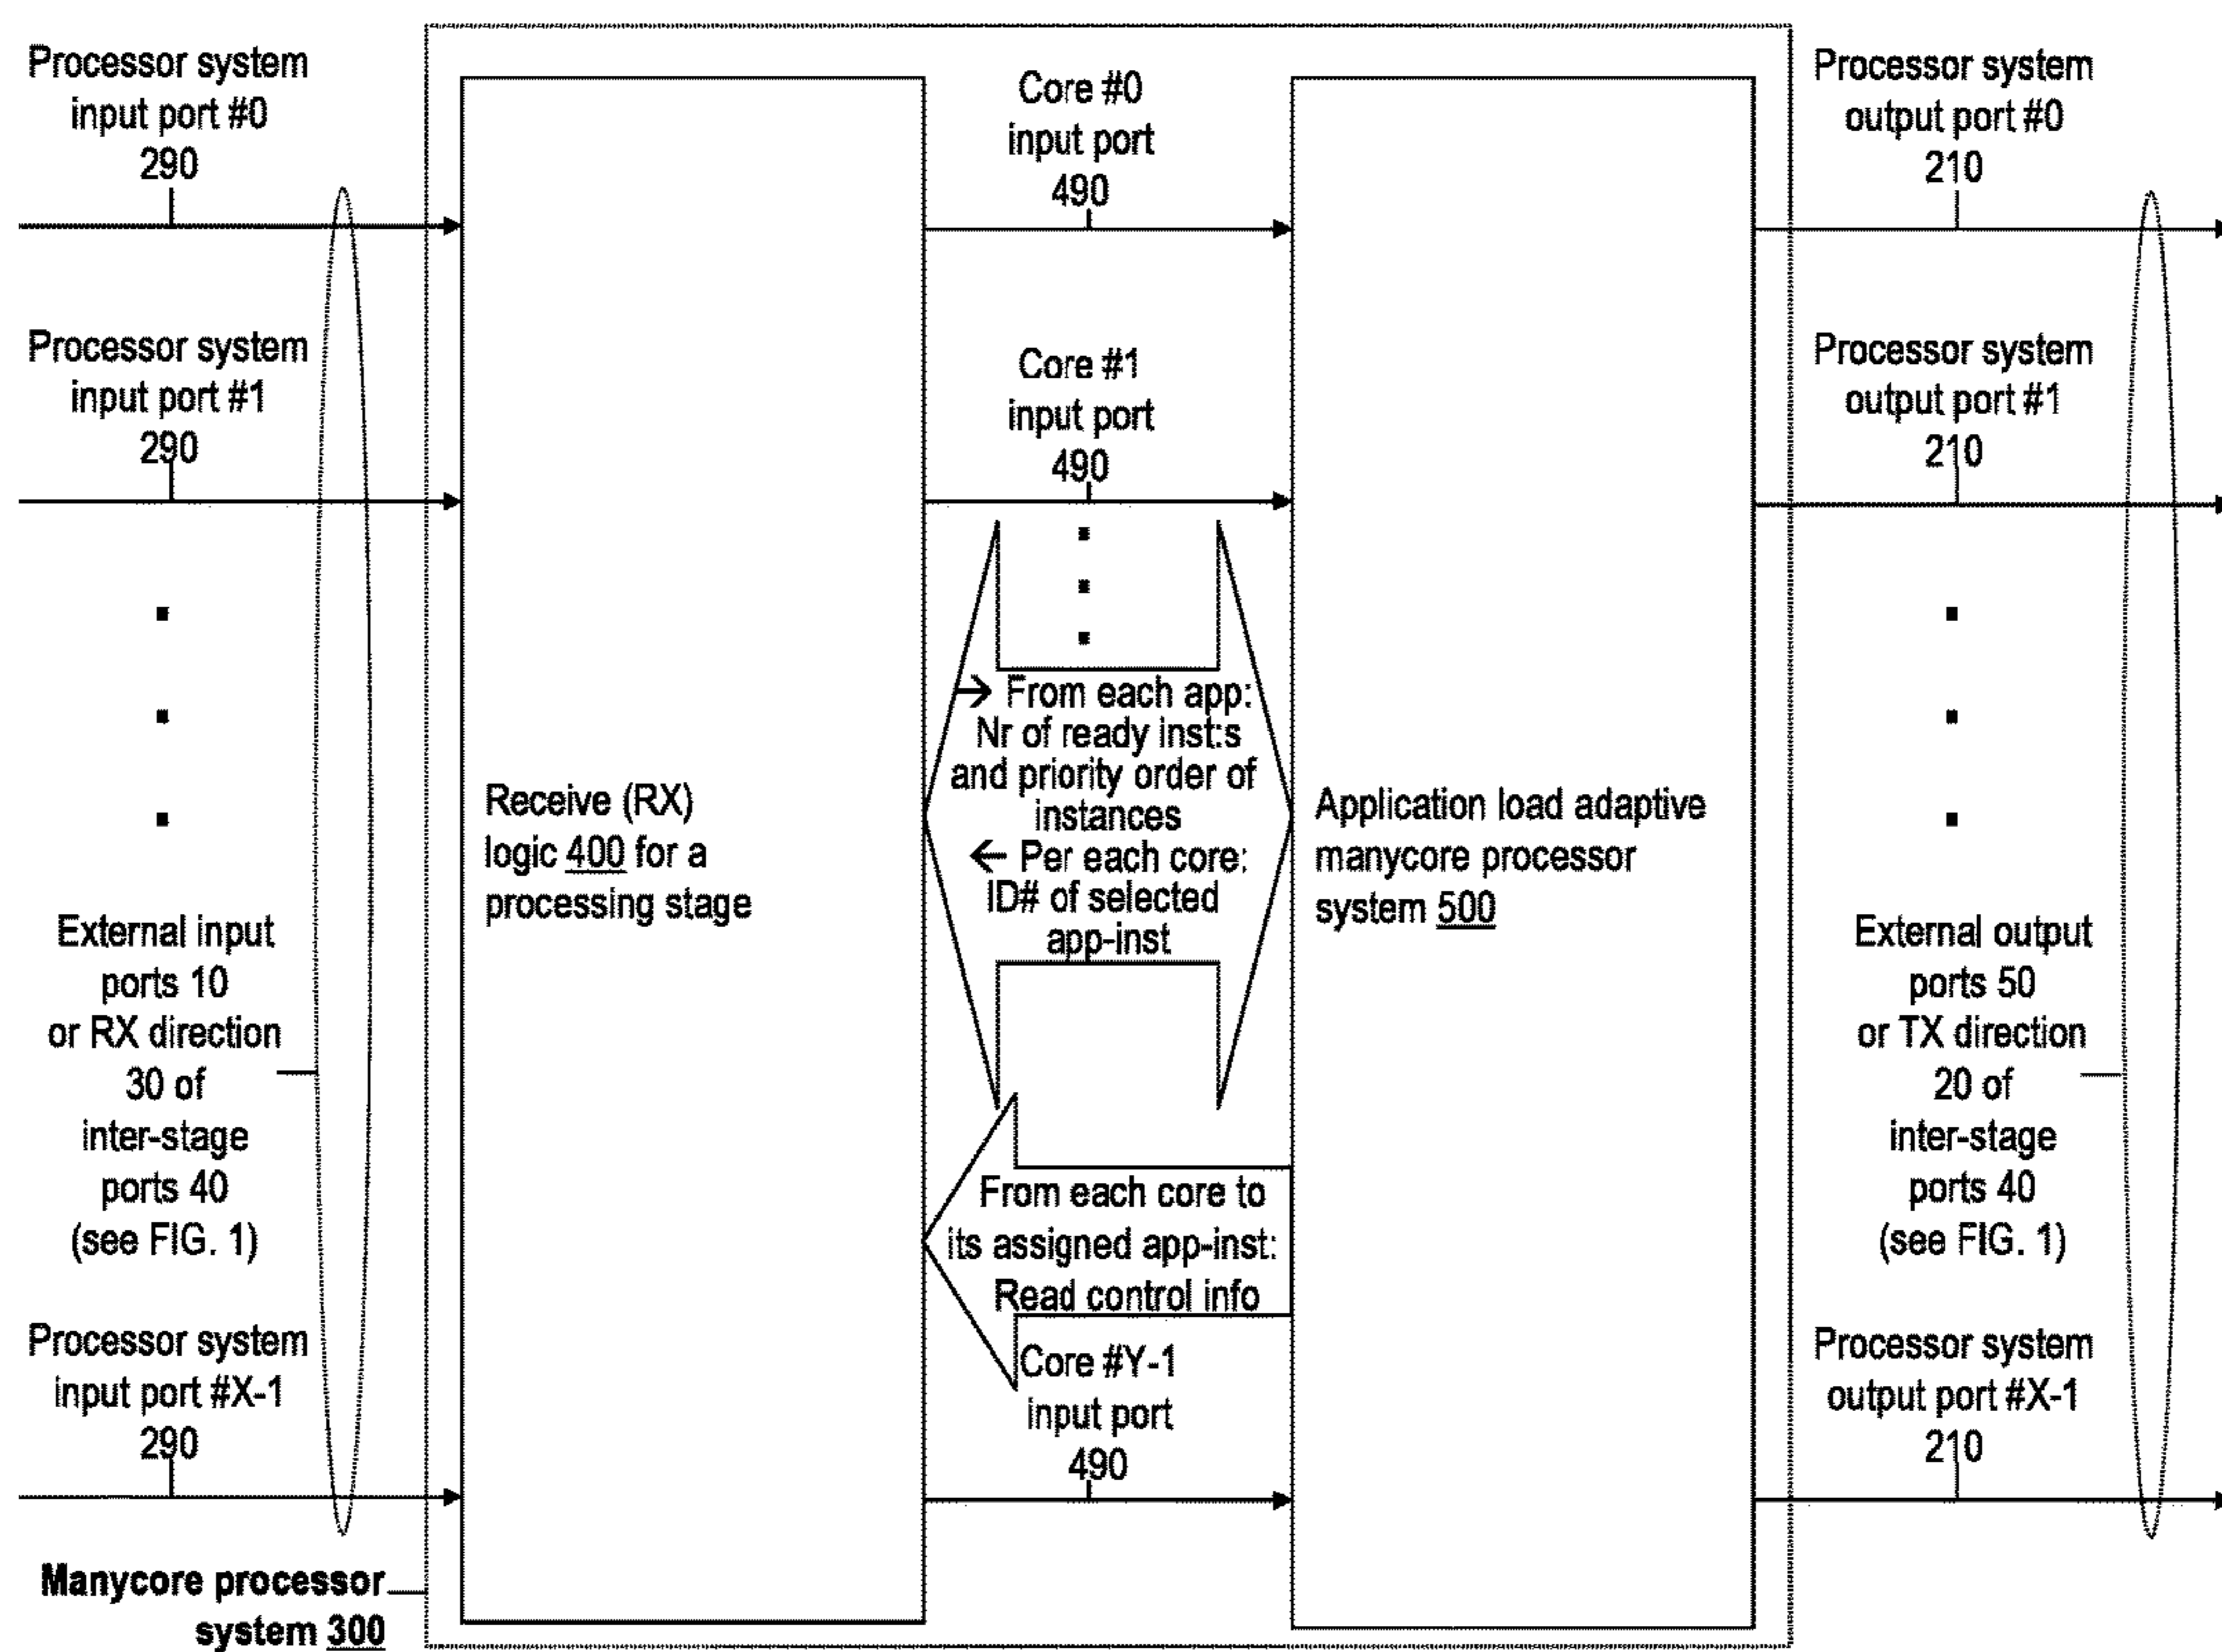 Processor system
input port #0
290
Processor system
input port #1
290
External input
ports 10
or RX direction
30 of
inter-stage
ports 40
(see FIG. 1)
Processor system
input port #X-1
290
Manycore processor
system 300
Receive (RX)
logic 400 for a
processing stage
Core #0
input port
490
Core #1
input port
490
→ From each app:
Nr of ready inst:s
and priority order of
instances
← Per each core:
ID# of selected
app-inst
From each core to
its assigned app-inst:
Read control info
Core #Y-1
input port
490
Application load adaptive
manycore processor
system 500
Processor system
output port #0
210
Processor system
output port #1
210
External output
ports 50
or TX direction
20 of
inter-stage
ports 40
(see FIG. 1)
Processor system
output port #X-1
210